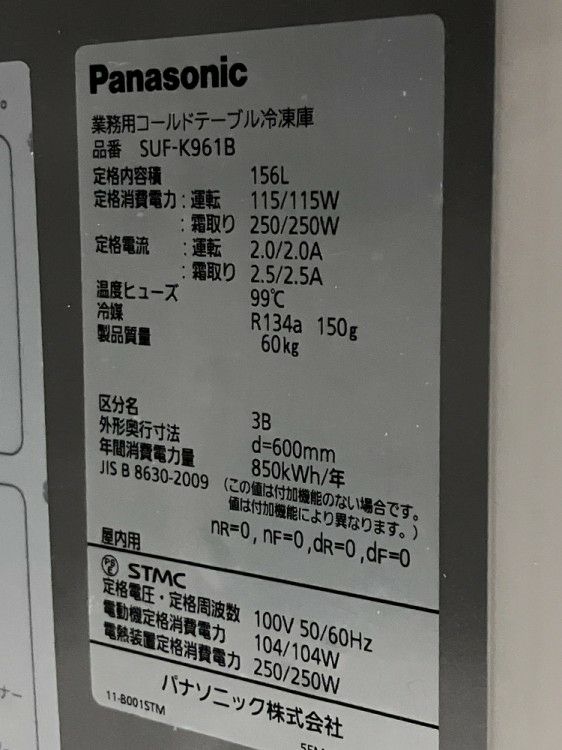 Panasonic
業務用コールドテーブル冷凍庫
品番 SUF-K961B
定格内容積 156L
定格消費電力:運転 115/115W
:霜取り 250/250W
定格電流 :運転 2.0/2.0A
:霜取り 2.5/2.5A
温度ヒューズ 99℃
冷媒 R134a 150g
製品質量 60kg
区分名 3B
外形奥行寸法 d=600mm
年間消費電力量 850kWh/年
JIS B 8630-2009 (この値は付加機能のない場合です。
値は付加機能により異なります。)
nR=0, nF=0,dR=0,dF=0
屋内用
PSE STMC
定格電圧・定格周波数 100V 50/60Hz
電動機定格消費電力 104/104W
電熱装置定格消費電力 250/250W
パナソニック株式会社
11-B001STM
ナー